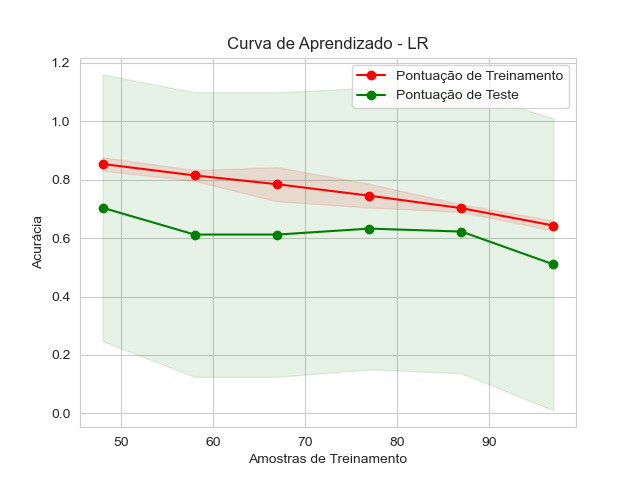 Curva de Aprendizado - LR
Pontuação de Treinamento
Pontuação de Teste
Acurácia
1.2
1.0
0.8
0.6
0.4
0.2
0.0
50 60 70 80 90
Amostras de Treinamento